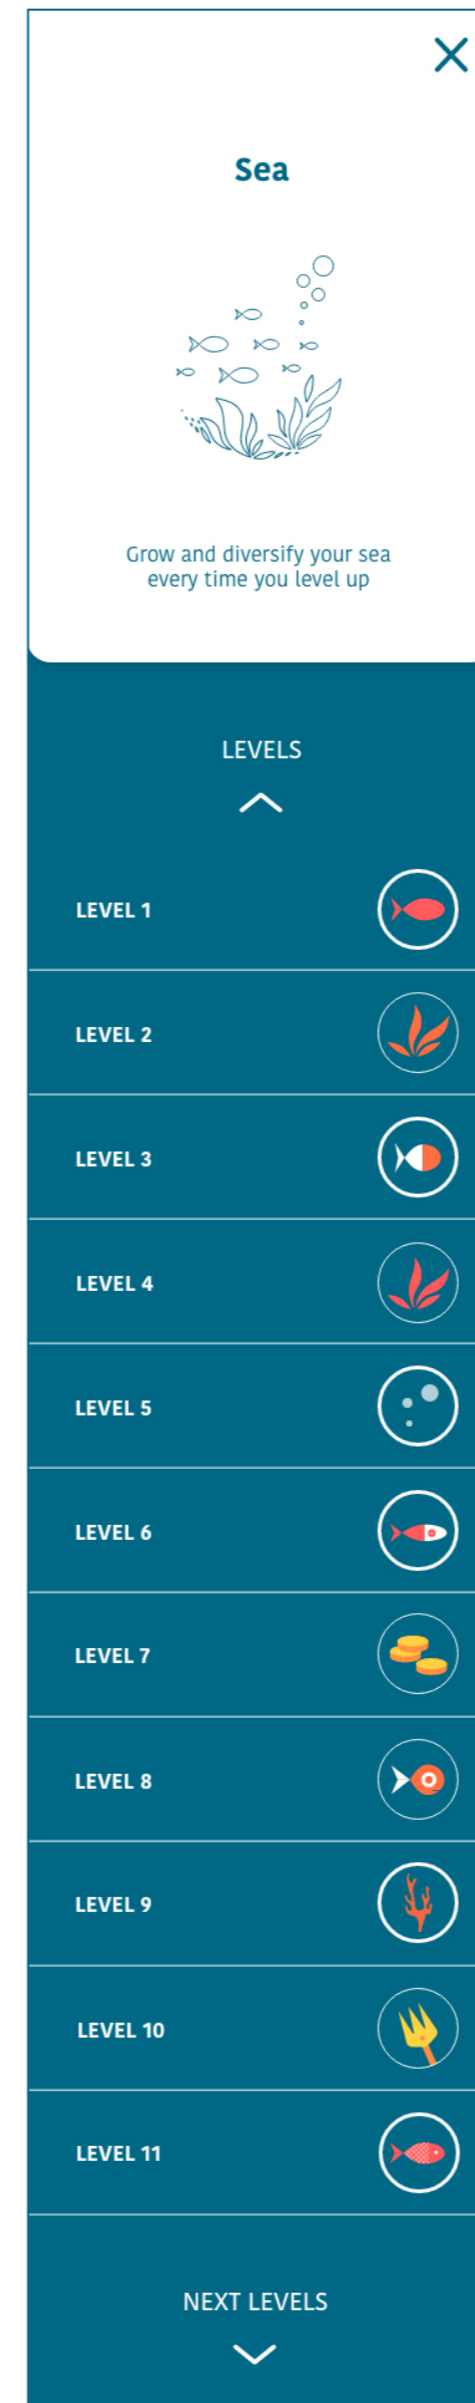 Sea
Grow and diversify your sea
every time you level up
LEVELS
LEVEL 1
LEVEL 2
LEVEL 3
LEVEL 4
LEVEL 5
LEVEL 6
LEVEL 7
LEVEL 8
LEVEL 9
LEVEL 10
LEVEL 11
NEXT LEVELS